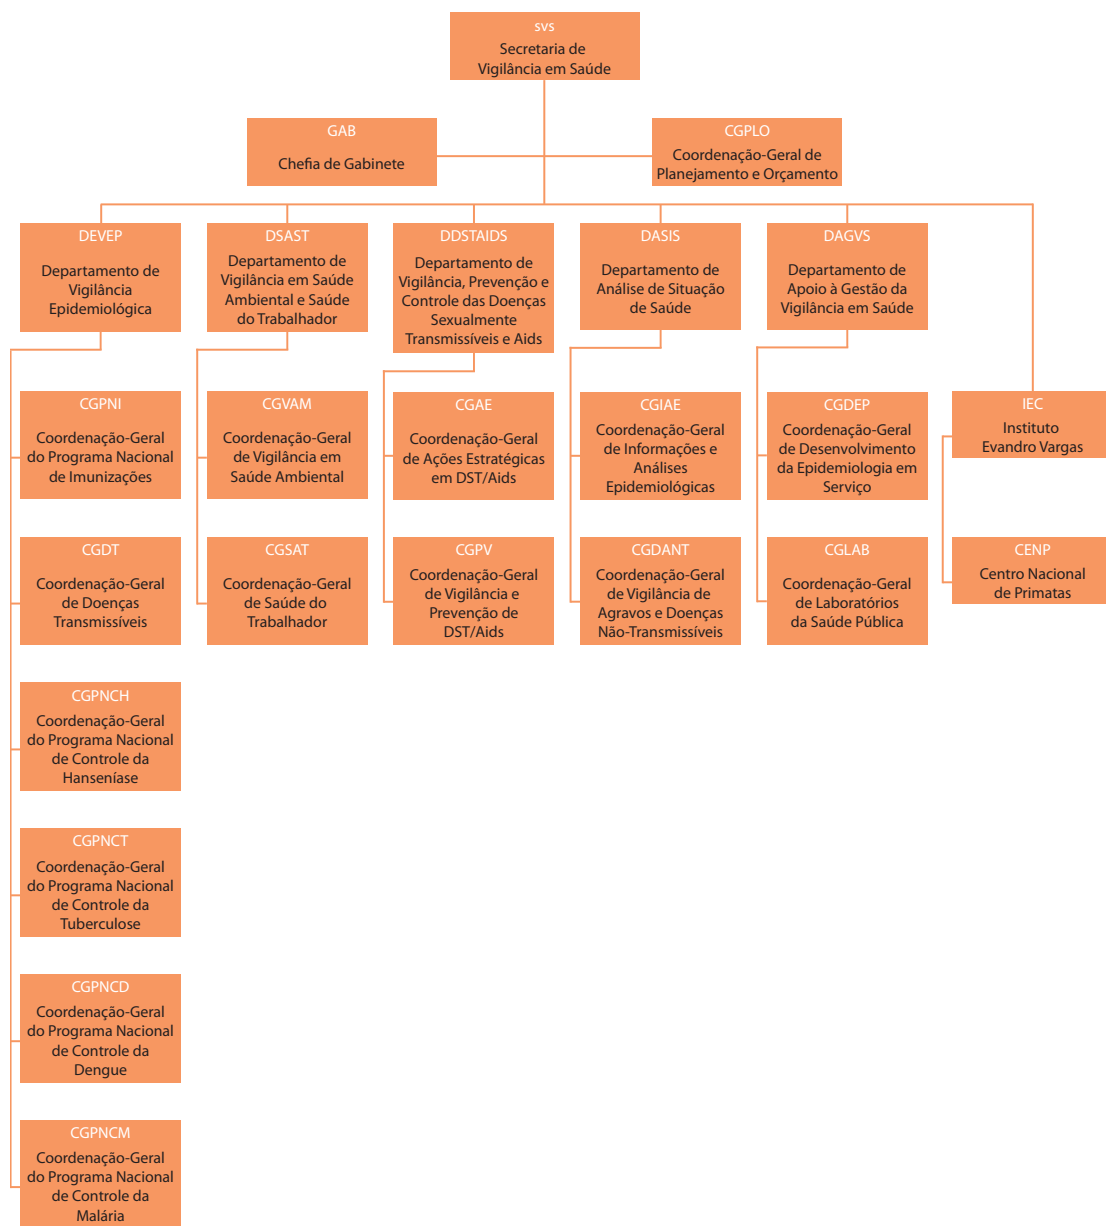 svs
Secretaria de
Vigilância em Saúde
GAB
Chefia de Gabinete
CGPLO
Coordenação-Geral de
Planejamento e Orçamento
DEVEP
Departamento de
Vigilância
Epidemiológica
DSAST
Departamento de
Vigilância em Saúde
Ambiental e Saúde
do Trabalhador
DDSTAIDS
Departamento de
Vigilância, Prevenção e
Controle das Doenças
Sexualmente
Transmissíveis e Aids
DASIS
Departamento de
Análise de Situação
de Saúde
DAGVS
Departamento de
Apoio à Gestão da
Vigilância em Saúde
CGPNI
Coordenação-Geral
do Programa Nacional
de Imunizações
CGVAM
Coordenação-Geral
de Vigilância em
Saúde Ambiental
CGAE
Coordenação-Geral
de Ações Estratégicas
em DST/Aids
CGIAE
Coordenação-Geral
de Informações e
Análises
Epidemiológicas
CGDEP
Coordenação-Geral
de Desenvolvimento
da Epidemiologia em
Serviço
IEC
Instituto
Evandro Vargas
CGDT
Coordenação-Geral
de Doenças
Transmissíveis
CGSAT
Coordenação-Geral
de Saúde do
Trabalhador
CGPV
Coordenação-Geral
de Vigilância e
Prevenção de
DST/Aids
CGDANT
Coordenação-Geral
de Vigilância de
Agravos e Doenças
Não-Transmissíveis
CGLAB
Coordenação-Geral
de Laboratórios
da Saúde Pública
CENP
Centro Nacional
de Primatas
CGPNCH
Coordenação-Geral
do Programa Nacional
de Controle da
Hanseníase
CGPNCT
Coordenação-Geral
do Programa Nacional
de Controle da
Tuberculose
CGPNCD
Coordenação-Geral
do Programa Nacional
de Controle da
Dengue
CGPNCM
Coordenação-Geral
do Programa Nacional
de Controle da
Malária